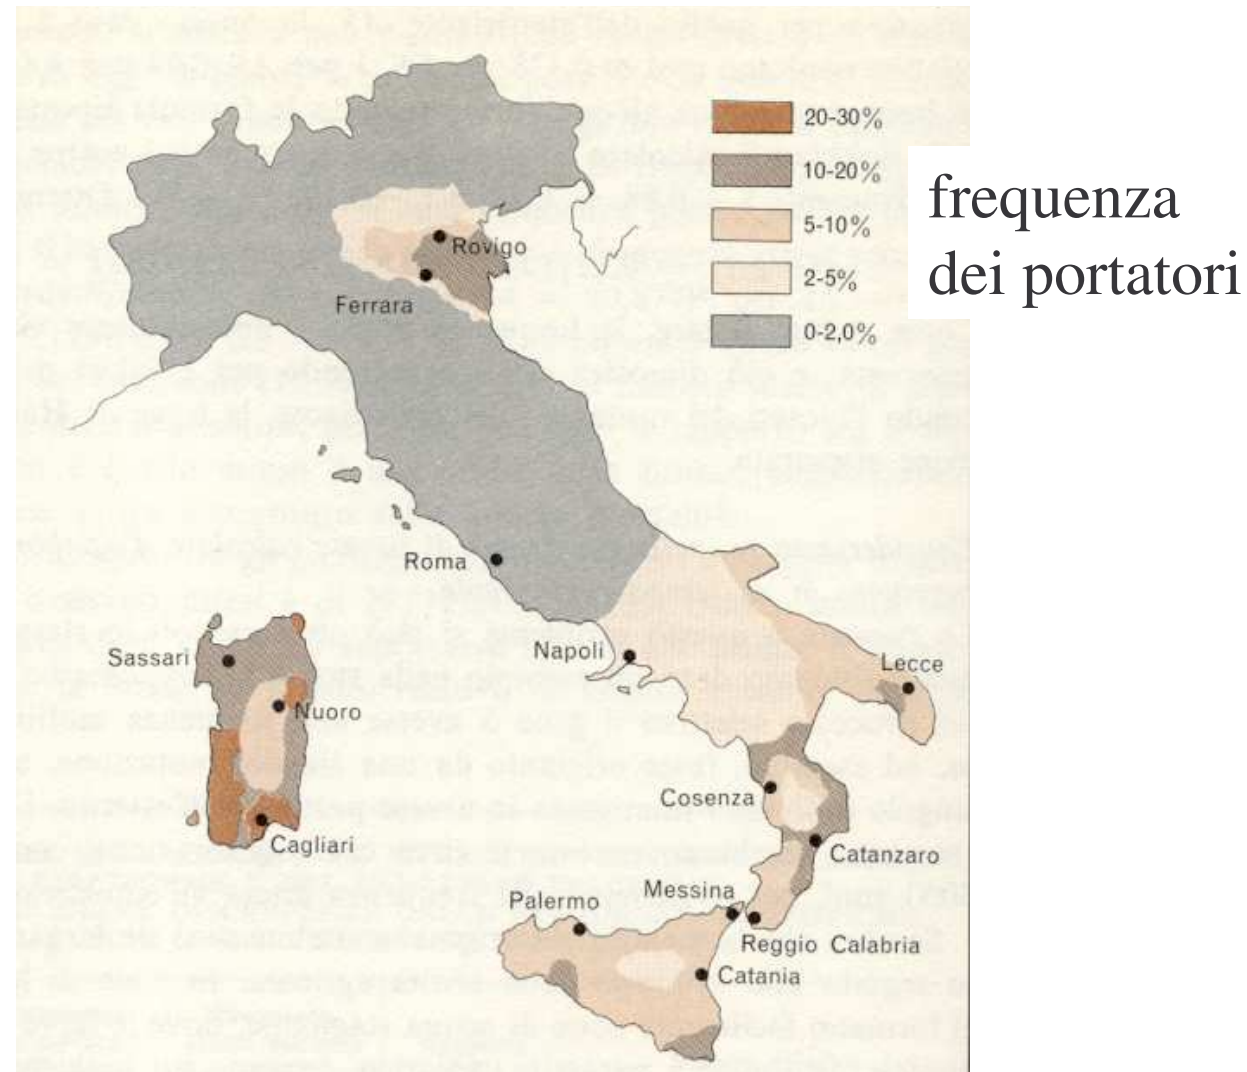 20-30%
10-20%
5-10%
2-5%
0-2,0%
frequenza
dei portatori
Rovigo
Ferrara
Roma
Napoli
Lecce
Sassari
Nuoro
Cagliari
Cosenza
Catanzaro
Messina
Palermo
Reggio Calabria
Catania